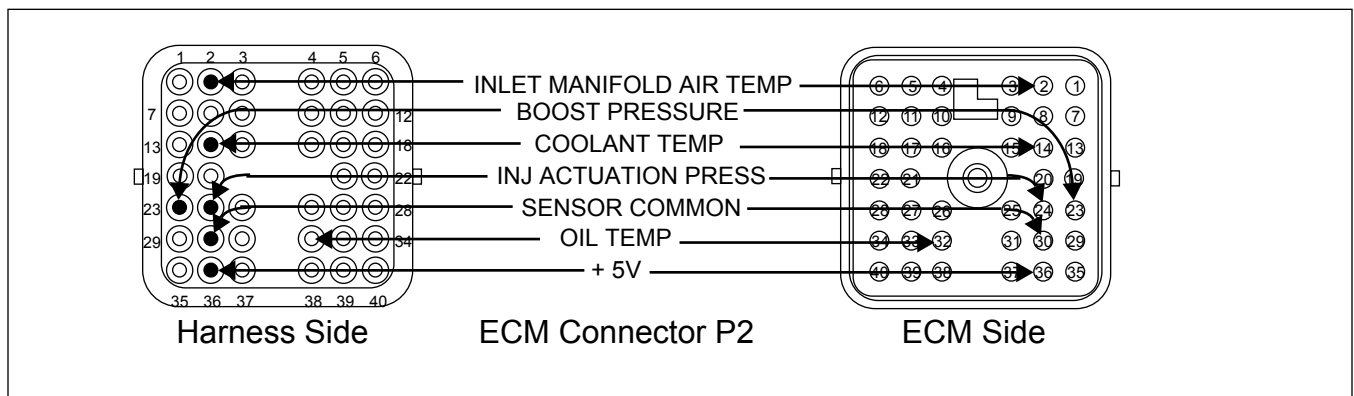 1 2 3 4 5 6
7 12
13 18
19 22
23 28
29 34
35 36 37 38 39 40
INLET MANIFOLD AIR TEMP
BOOST PRESSURE
COOLANT TEMP
INJ ACTUATION PRESS
SENSOR COMMON
OIL TEMP
+ 5V
6 5 4 3 2 1
12 11 10 9 8 7
18 17 16 15 14 13
22 21 20 19
28 27 26 25 24 23
34 33 32 31 30 29
40 39 38 37 36 35
Harness Side
ECM Connector P2
ECM Side